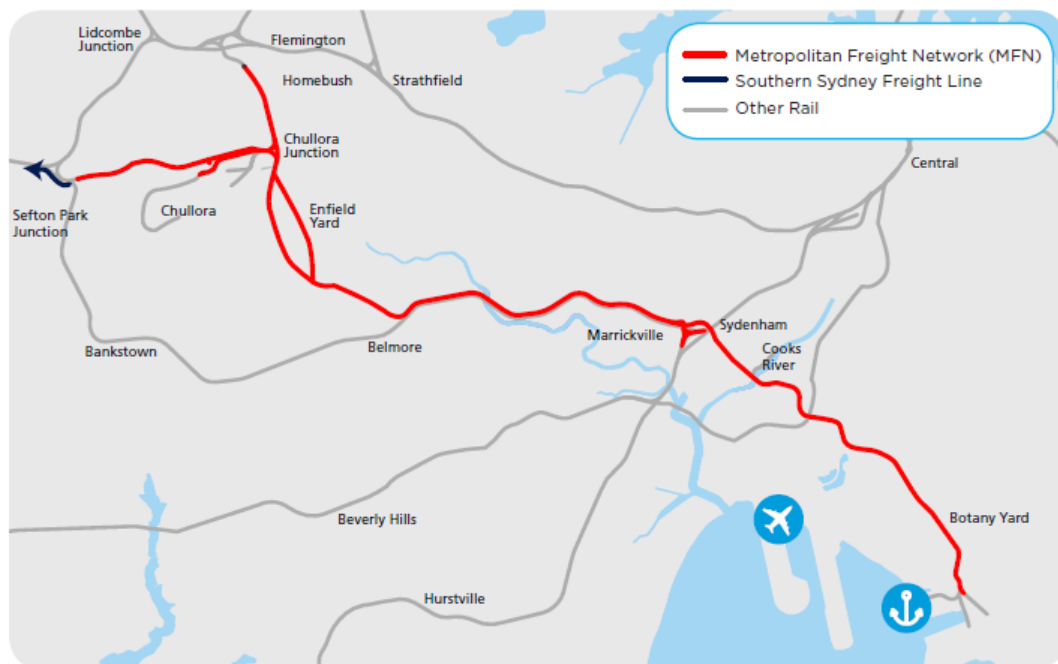 Lidcombe
Junction
Flemington
Homebush
Strathfield
Metropolitan Freight Network (MFN)
Southern Sydney Freight Line
Other Rail
Chullora
Junction
Central
Sefton Park
Junction
Chullora
Enfield
Yard
Bankstown
Belmore
Marrickville
Sydenham
Cooks
River
Beverly Hills
Botany Yard
Hurstville